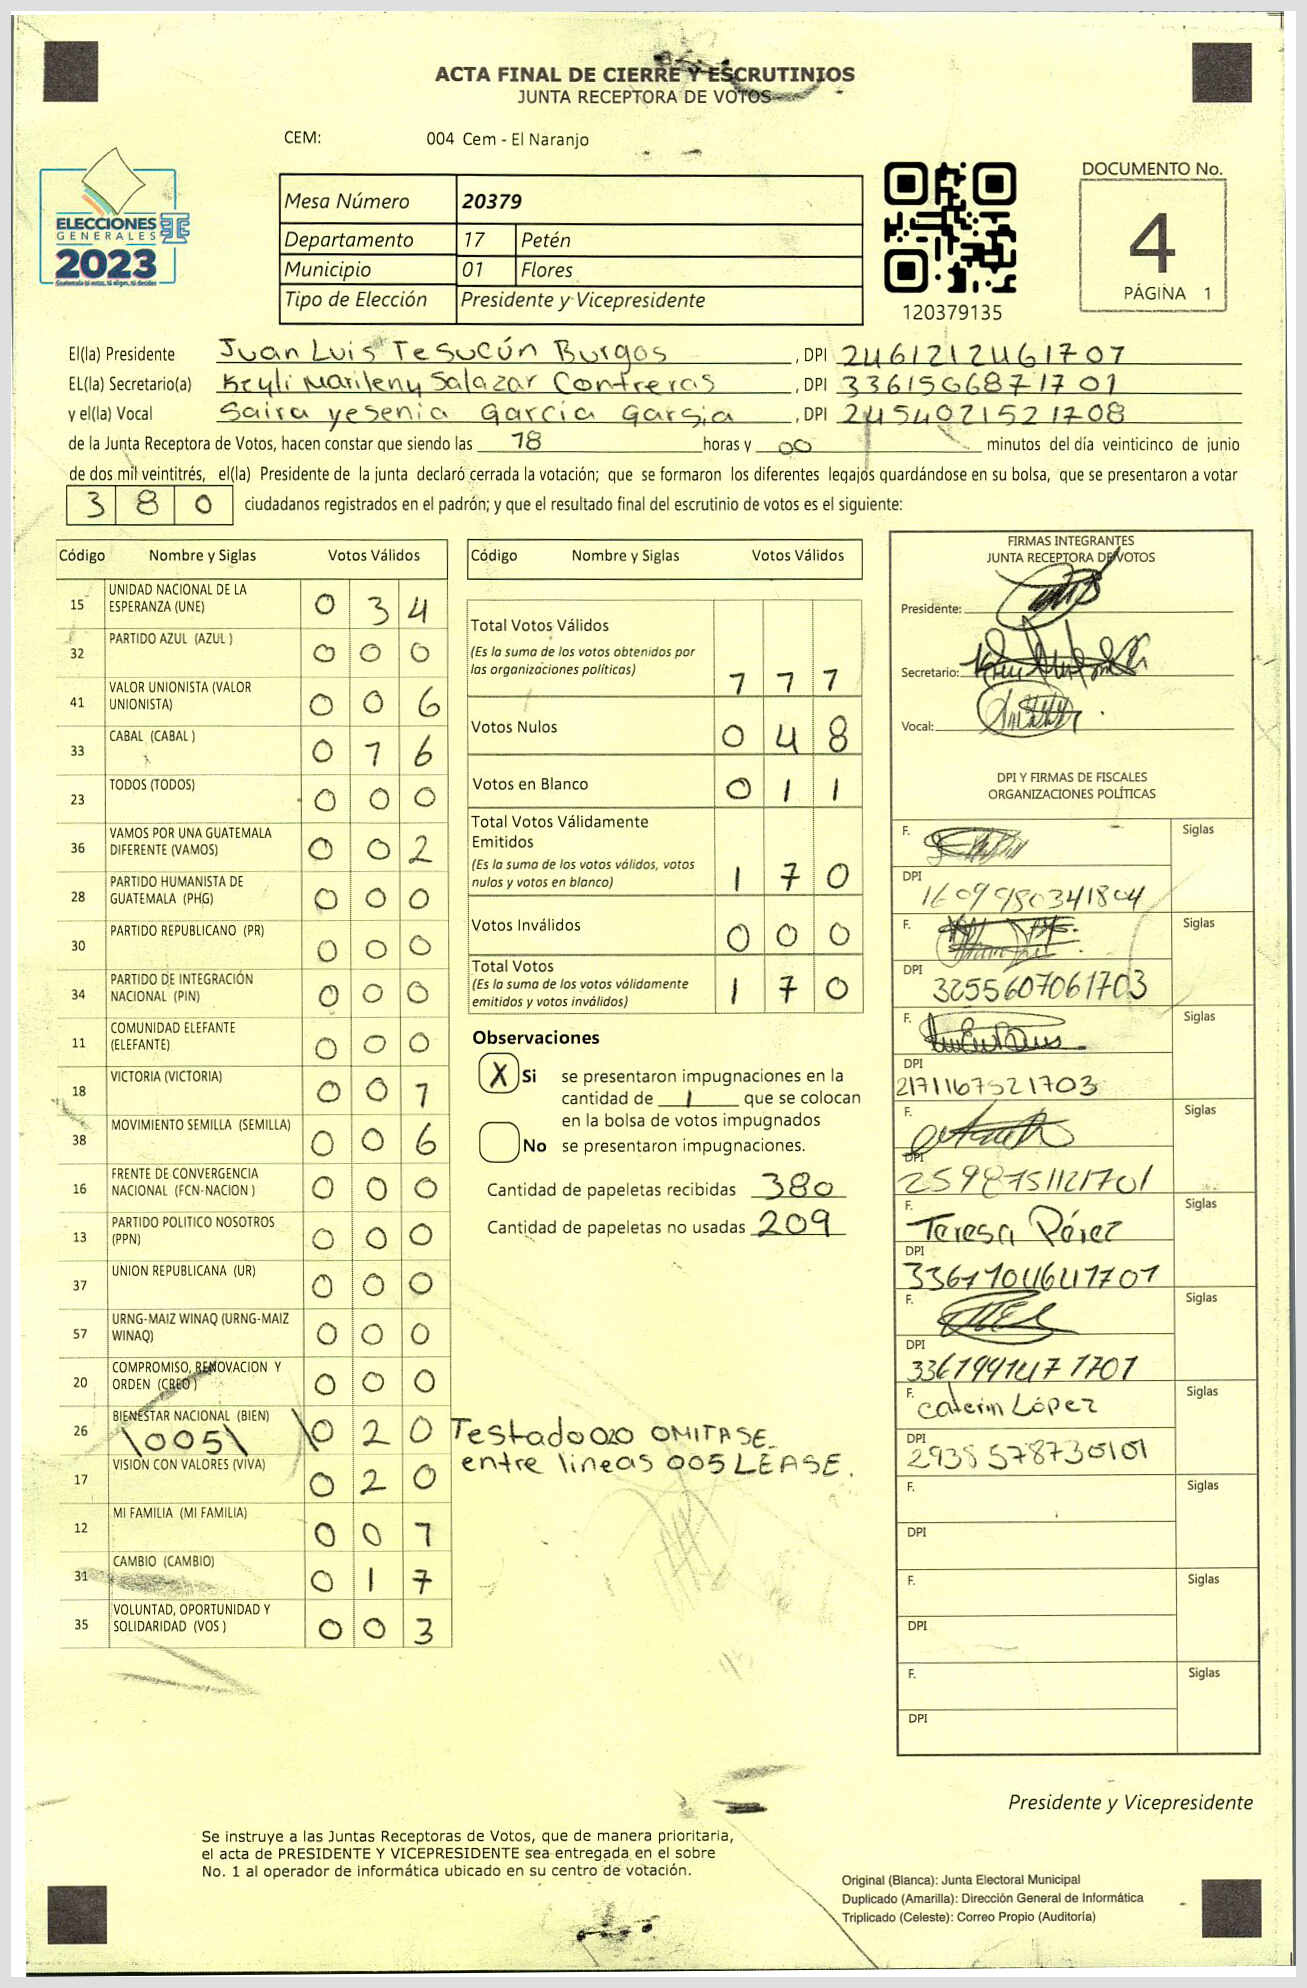 ACTA FINAL DE CIERRE Y ESCRUTINIOS
JUNTA RECEPTORA DE VOTOS
CEM: 004 Cem - El Naranjo
ELECCIONES
GENERALES
2023
Guatemala tú votas, tú eliges, tú decides
Mesa Número 20379
Departamento 17 Petén
Municipio 01 Flores
Tipo de Elección Presidente y Vicepresidente
120379135
DOCUMENTO No.
4
PÁGINA 1
El(la) Presidente Juan Luis Tesucún Burgos, DPI 2461212461707
EL(la) Secretario(a) Keyli Marileny Salazar Contreras, DPI 3361566871701
y el(la) Vocal Saira yesenia García Garsia, DPI 2454021521708
de la Junta Receptora de Votos, hacen constar que siendo las 18 horas y 00 minutos del día veinticinco de junio
de dos mil veintitrés, el(la) Presidente de la junta declaró cerrada la votación; que se formaron los diferentes legajos quardándose en su bolsa, que se presentaron a votar
380 ciudadanos registrados en el padrón; y que el resultado final del escrutinio de votos es el siguiente:
Código Nombre y Siglas Votos Válidos
15 UNIDAD NACIONAL DE LA ESPERANZA (UNE) 0 3 4
32 PARTIDO AZUL (AZUL ) 0 0 0
41 VALOR UNIONISTA (VALOR UNIONISTA) 0 0 6
33 CABAL (CABAL ) 0 7 6
23 TODOS (TODOS) 0 0 0
36 VAMOS POR UNA GUATEMALA DIFERENTE (VAMOS) 0 0 2
28 PARTIDO HUMANISTA DE GUATEMALA (PHG) 0 0 0
30 PARTIDO REPUBLICANO (PR) 0 0 0
34 PARTIDO DE INTEGRACIÓN NACIONAL (PIN) 0 0 0
11 COMUNIDAD ELEFANTE (ELEFANTE) 0 0 0
18 VICTORIA (VICTORIA) 0 0 1
38 MOVIMIENTO SEMILLA (SEMILLA) 0 0 6
16 FRENTE DE CONVERGENCIA NACIONAL (FCN-NACION ) 0 0 0
13 PARTIDO POLITICO NOSOTROS (PPN) 0 0 0
37 UNION REPUBLICANA (UR) 0 0 0
57 URNG-MAIZ WINAQ (URNG-MAIZ WINAQ) 0 0 0
20 COMPROMISO, RENOVACION Y ORDEN (CREO ) 0 0 0
26 BIENESTAR NACIONAL (BIEN) \005\ \0 2 0
Testado 020 OMITASE.
entre líneas 005 LEASE.
17 VISION CON VALORES (VIVA) 0 2 0
12 MI FAMILIA (MI FAMILIA) 0 0 1
31 CAMBIO (CAMBIO) 0 1 7
35 VOLUNTAD, OPORTUNIDAD Y SOLIDARIDAD (VOS ) 0 0 3
Código Nombre y Siglas Votos Válidos
Total Votos Válidos
(Es la suma de los votos obtenidos por
las organizaciones políticas) 1 1 1
Votos Nulos 0 4 8
Votos en Blanco 0 1 1
Total Votos Válidamente
Emitidos
(Es la suma de los votos válidos, votos
nulos y votos en blanco) 1 7 0
Votos Inválidos 0 0 0
Total Votos
(Es la suma de los votos válidamente
emitidos y votos inválidos) 1 7 0
Observaciones
X Si se presentaron impugnaciones en la
cantidad de 1 que se colocan
en la bolsa de votos impugnados
No se presentaron impugnaciones.
Cantidad de papeletas recibidas 380
Cantidad de papeletas no usadas 209
FIRMAS INTEGRANTES
JUNTA RECEPTORA DE VOTOS
Presidente:
Secretario:
Vocal:
DPI Y FIRMAS DE FISCALES
ORGANIZACIONES POLÍTICAS
F. Siglas
DPI 1609980341804
F. Siglas
DPI 3255607061703
F. Siglas
DPI 2171167521703
F. Siglas
DPI 2598751121701
F. Teresa Pérez Siglas
DPI 3367104641701
F. Siglas
DPI 3361991471701
F. Caterin López Siglas
DPI 2938578730101
F. Siglas
DPI
F. Siglas
DPI
F. Siglas
DPI
Presidente y Vicepresidente
Se instruye a las Juntas Receptoras de Votos, que de manera prioritaria,
el acta de PRESIDENTE Y VICEPRESIDENTE sea entregada en el sobre
No. 1 al operador de informática ubicado en su centro de votación.
Original (Blanca): Junta Electoral Municipal
Duplicado (Amarilla): Dirección General de Informática
Triplicado (Celeste): Correo Propio (Auditoría)